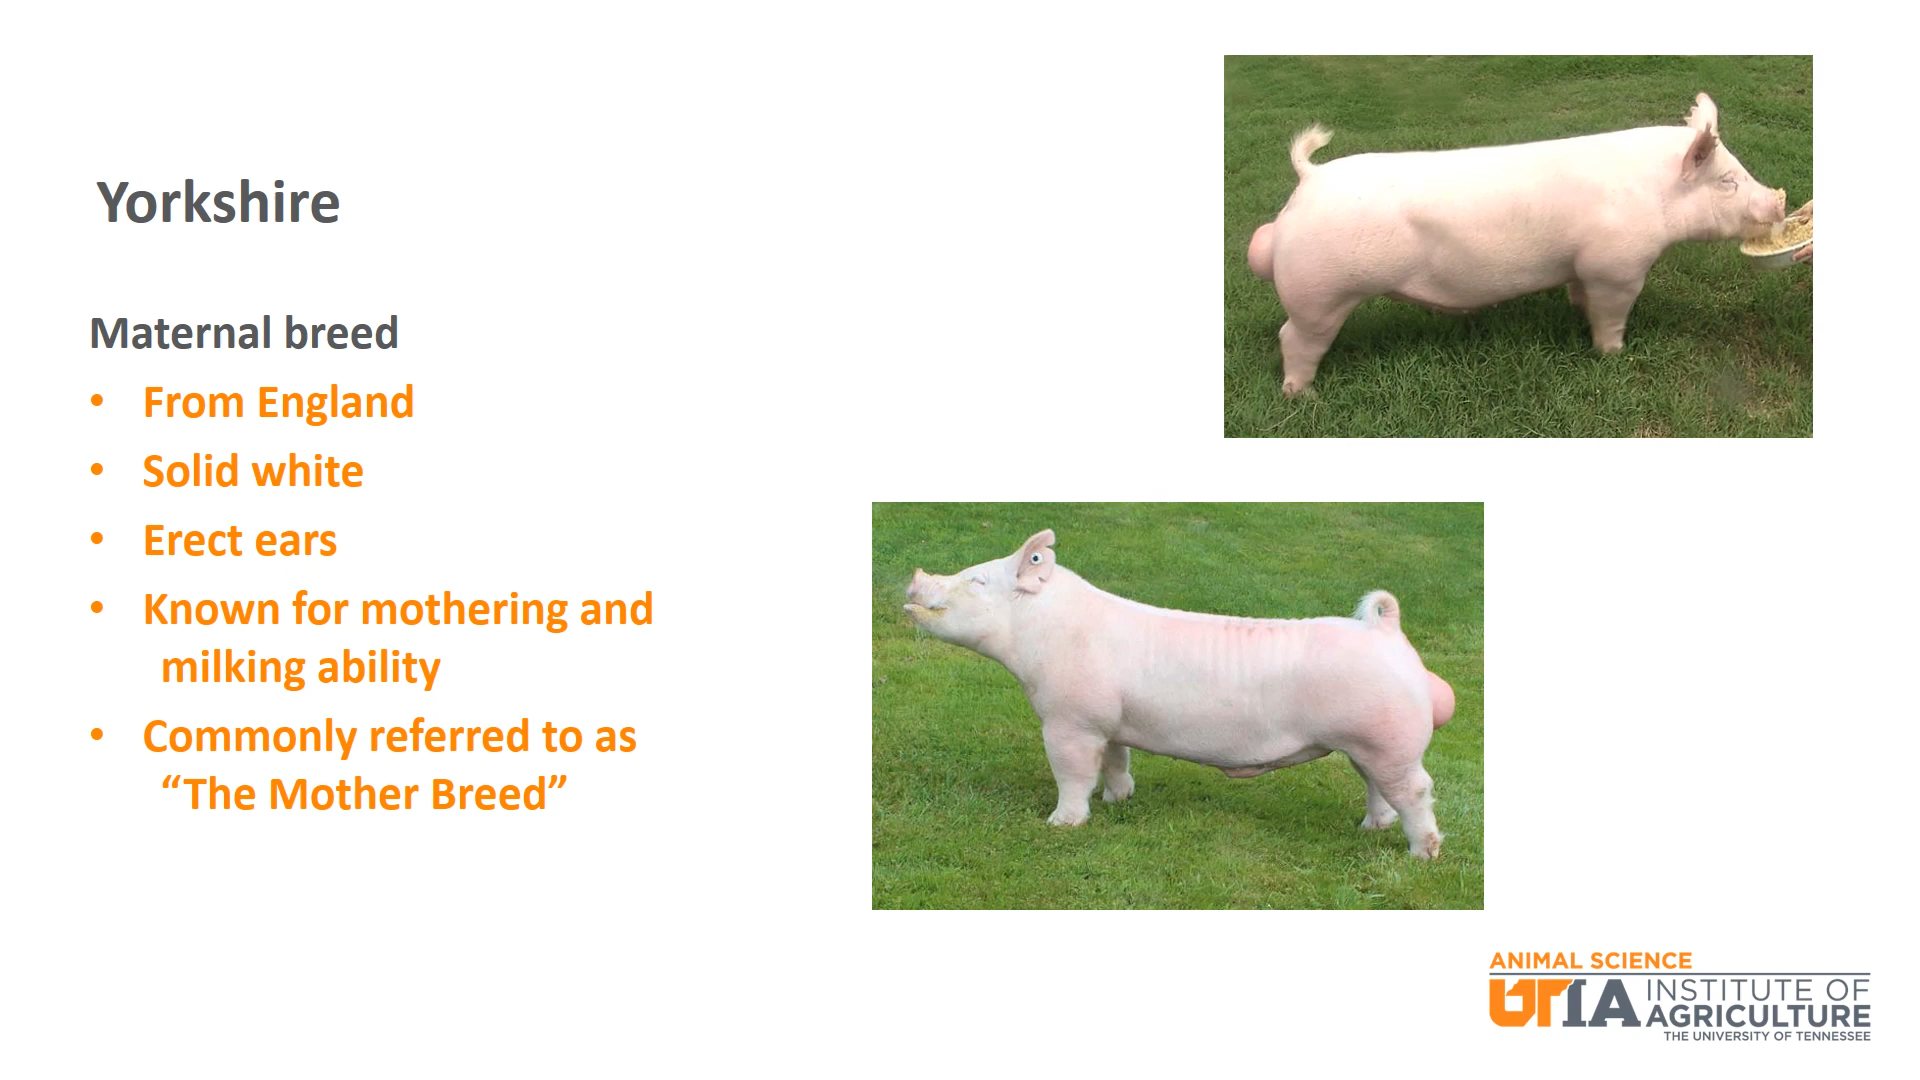 Yorkshire
Maternal breed
• From England
• Solid white
• Erect ears
• Known for mothering and
milking ability
• Commonly referred to as
“The Mother Breed”
ANIMAL SCIENCE
UTIA INSTITUTE OF
AGRICULTURE
THE UNIVERSITY OF TENNESSEE